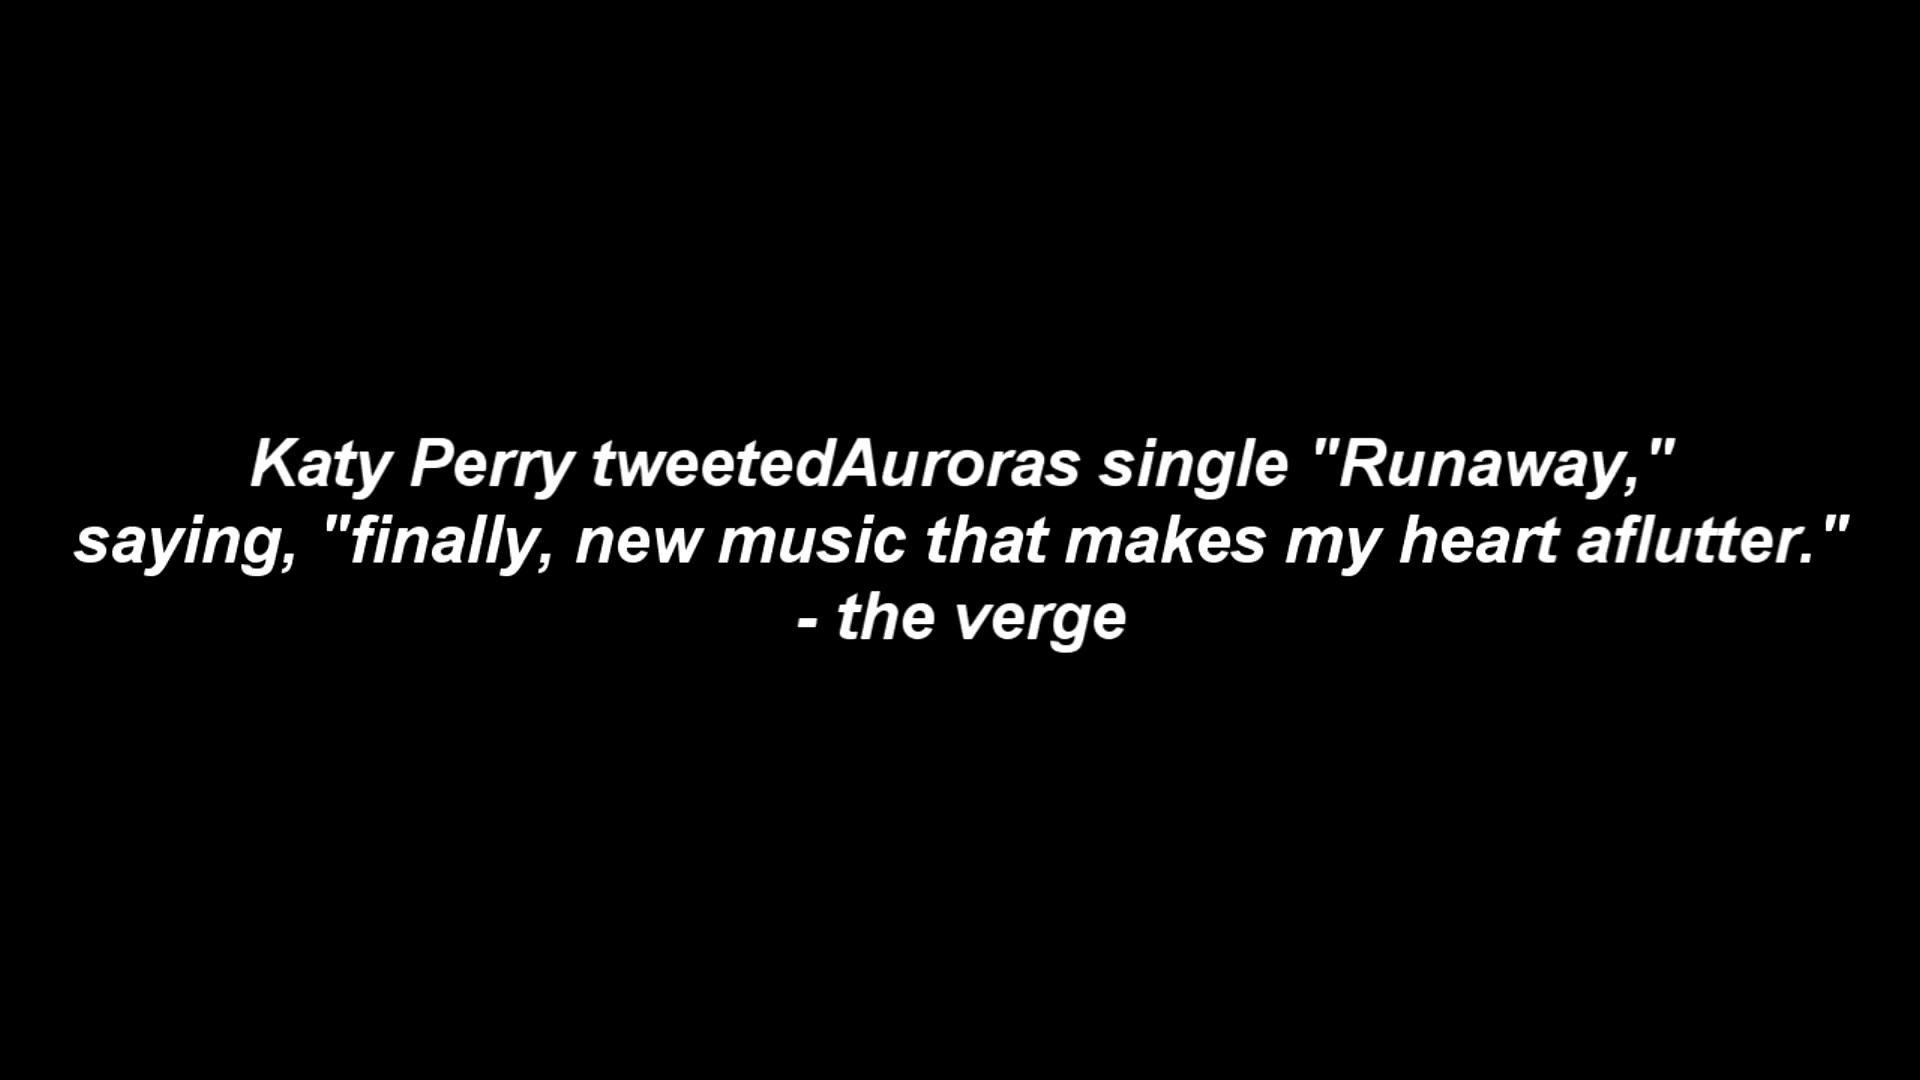 Katy Perry tweetedAuroras single "Runaway,"
saying, "finally, new music that makes my heart aflutter."
- the verge